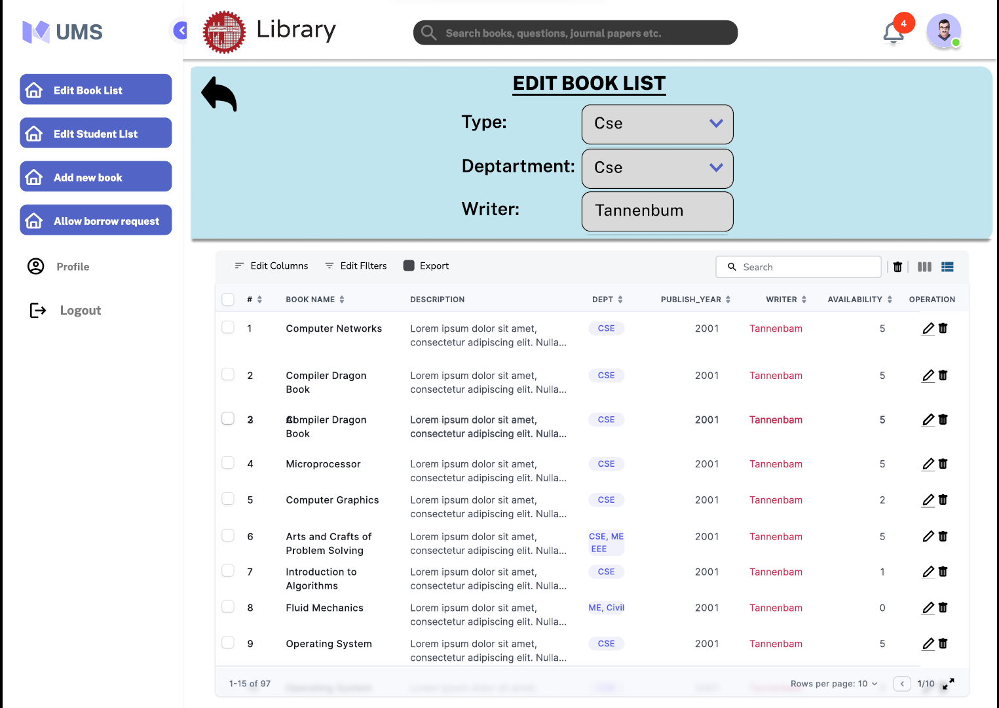 UMS
Library
Search books, questions, journal papers etc.
4
Edit Book List
Edit Student List
Add new book
Allow borrow request
Profile
Logout
EDIT BOOK LIST
Type: Cse
Deptartment: Cse
Writer: Tannenbum
Edit Columns Edit FIlters Export Search
# BOOK NAME DESCRIPTION DEPT PUBLISH_YEAR WRITER AVAILABILITY OPERATION
1 Computer Networks Lorem ipsum dolor sit amet, CSE 2001 Tannenbam 5
consectetur adipiscing elit. Nulla...
2 Compiler Dragon Lorem ipsum dolor sit amet, CSE 2001 Tannenbam 5
Book consectetur adipiscing elit. Nulla...
Dragon Lorem ipsum dolor sit amet, CSE 2001 Tannenbam 5
Book consectetur adipiscing elit. Nulla...
4 Microprocessor Lorem ipsum dolor sit amet, CSE 2001 Tannenbam 5
consectetur adipiscing elit. Nulla...
5 Computer Graphics Lorem ipsum dolor sit amet, CSE 2001 Tannenbam 2
consectetur adipiscing elit. Nulla...
6 Arts and Crafts of Lorem ipsum dolor sit amet, CSE, ME 2001 Tannenbam 5
Problem Solving consectetur adipiscing elit. Nulla... EEE
7 Introduction to Lorem ipsum dolor sit amet, CSE 2001 Tannenbam 1
Algorithms consectetur adipiscing elit. Nulla...
8 Fluid Mechanics Lorem ipsum dolor sit amet, ME, Civil 2001 Tannenbam 0
consectetur adipiscing elit. Nulla...
9 Operating System Lorem ipsum dolor sit amet, CSE 2001 Tannenbam 5
consectetur adipiscing elit. Nulla...
1-15 of 97 Rows per page: 10 1/10